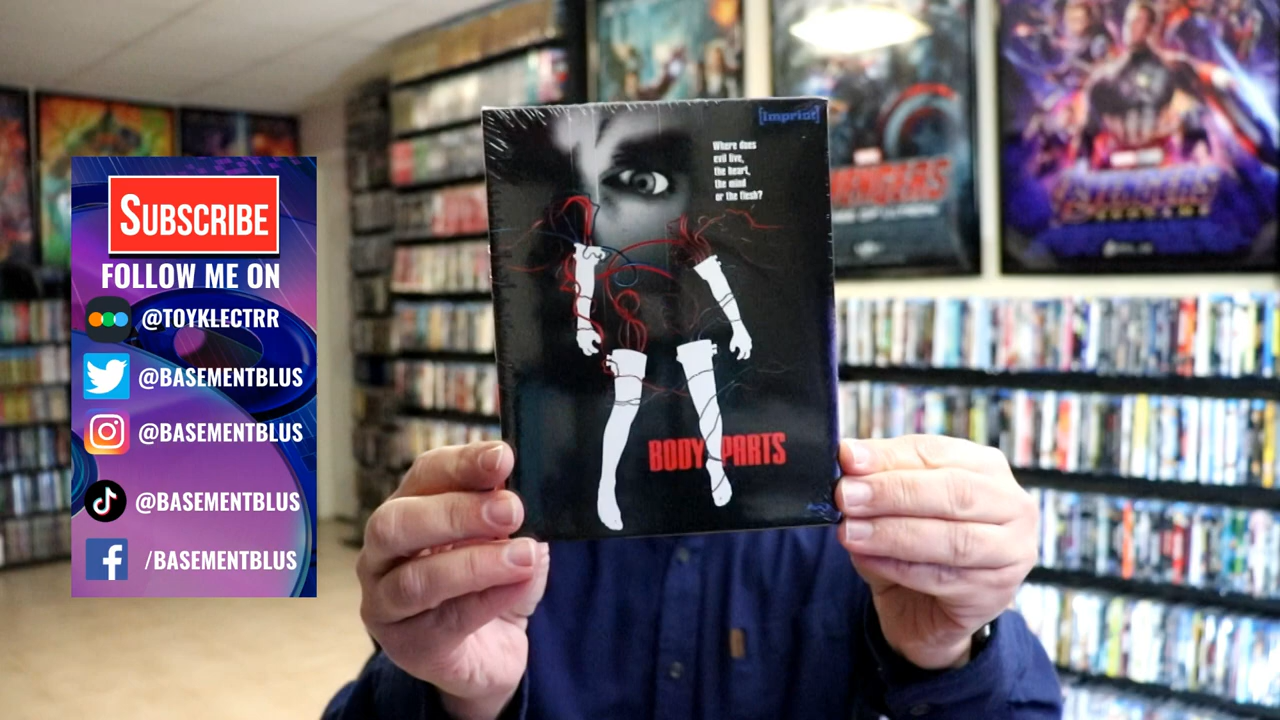 SUBSCRIBE
FOLLOW ME ON
@TOYKLECTRR
@BASEMENTBLUS
@BASEMENTBLUS
@BASEMENTBLUS
/BASEMENTBLUS
[imprint]
Where does
evil live,
the heart,
the mind
or the flesh?
BODY PARTS
AVENGERS
AVENGERS